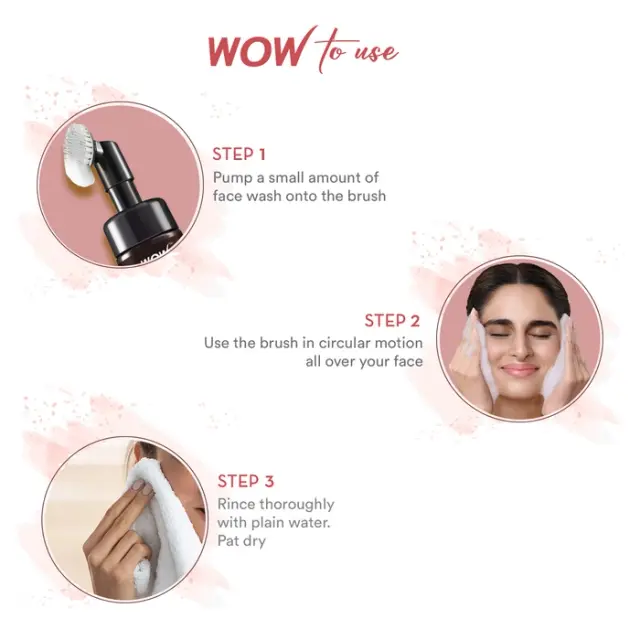 WOW to use
STEP 1
Pump a small amount of
face wash onto the brush
WOW
STEP 2
Use the brush in circular motion
all over your face
STEP 3
Rince thoroughly
with plain water.
Pat dry